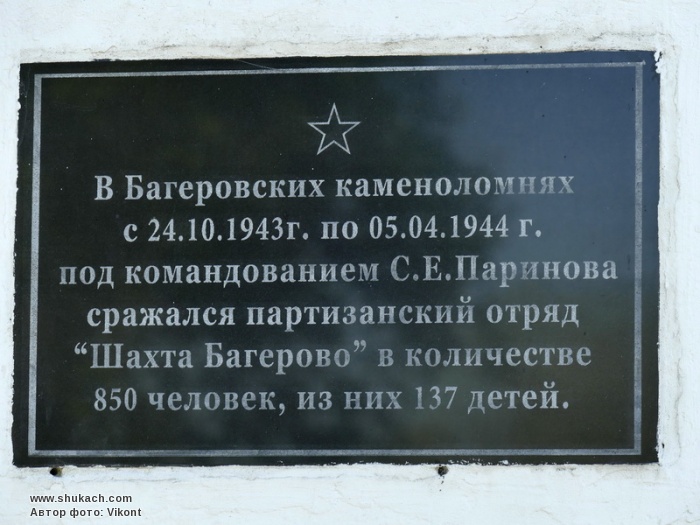 В Багеровских каменоломнях
с 24.10.1943г. по 05.04.1944 г.
под командованием С.Е.Паринова
сражался партизанский отряд
“Шахта Багерово” в количестве
850 человек, из них 137 детей.
www.shukach.com
Автор фото: Vikont